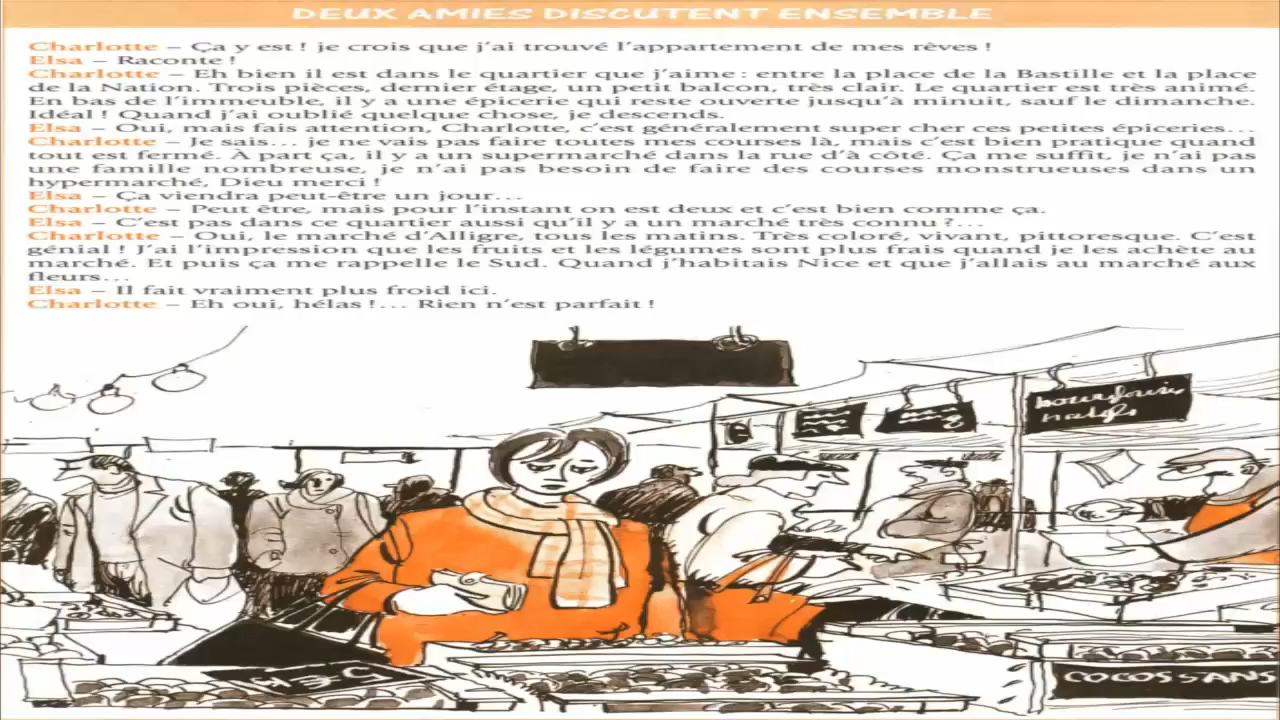 DEUX AMIES DISCUTENT ENSEMBLE
Charlotte – Ça y est ! je crois que j'ai trouvé l'appartement de mes rêves !
Elsa – Raconte !
Charlotte – Eh bien il est dans le quartier que j'aime : entre la place de la Bastille et la place
de la Nation. Trois pièces, dernier étage, un petit balcon, très clair. Le quartier est très animé.
En bas de l'immeuble, il y a une épicerie qui reste ouverte jusqu'à minuit, sauf le dimanche.
Idéal ! Quand j'ai oublié quelque chose, je descends.
Elsa – Oui, mais fais attention, Charlotte, c'est généralement super cher ces petites épiceries…
Charlotte – Je sais… je ne vais pas faire toutes mes courses là, mais c'est bien pratique quand
tout est fermé. À part ça, il y a un supermarché dans la rue d'à côté. Ça me suffit, je n'ai pas
une famille nombreuse, je n'ai pas besoin de faire des courses monstrueuses dans un
hypermarché, Dieu merci !
Elsa – Ça viendra peut-être un jour…
Charlotte – Peut être, mais pour l'instant on est deux et c'est bien comme ça.
Elsa – C'est pas dans ce quartier aussi qu'il y a un marché très connu ?…
Charlotte – Oui, le marché d'Alligre, tous les matins. Très coloré, vivant, pittoresque. C'est
génial ! J'ai l'impression que les fruits et les légumes sont plus frais quand je les achète au
marché. Et puis ça me rappelle le Sud. Quand j'habitais Nice et que j'allais au marché aux
fleurs…
Elsa – Il fait vraiment plus froid ici.
Charlotte – Eh oui, hélas !… Rien n'est parfait !
COCOS SANS